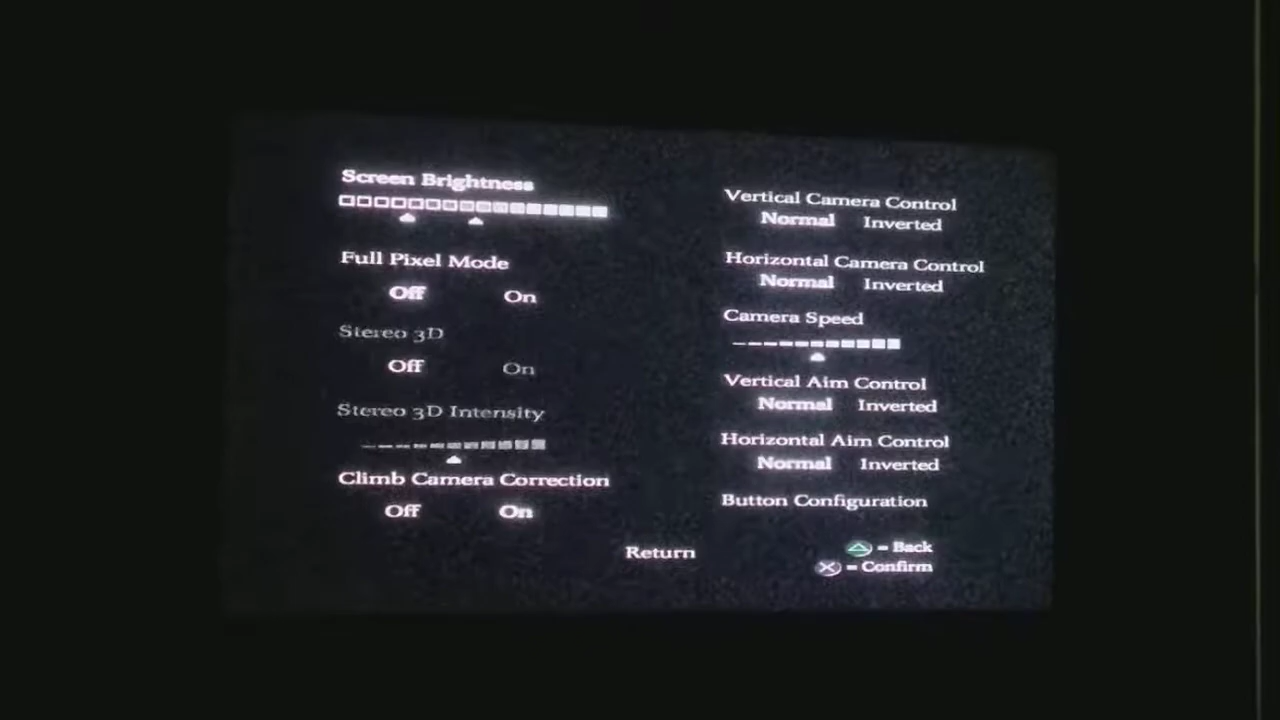 Screen Brightness
Full Pixel Mode
Off On
Stereo 3D
Off On
Stereo 3D Intensity
Climb Camera Correction
Off On
Vertical Camera Control
Normal Inverted
Horizontal Camera Control
Normal Inverted
Camera Speed
Vertical Aim Control
Normal Inverted
Horizontal Aim Control
Normal Inverted
Button Configuration
Return
= Back
= Confirm